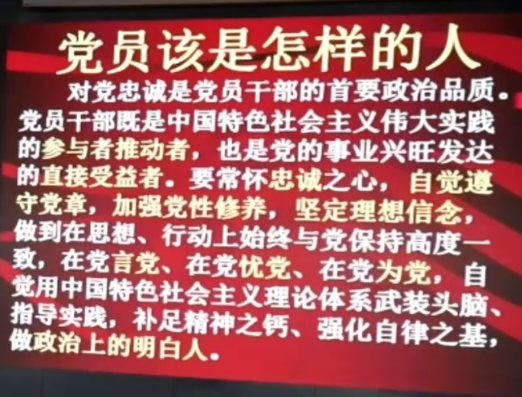 党员该是怎样的人
对党忠诚是党员干部的首要政治品质。
党员干部既是中国特色社会主义伟大实践
的参与者推动者，也是党的事业兴旺发达
的直接受益者。要常怀忠诚之心，自觉遵
守党章，加强党性修养，坚定理想信念，
做到在思想、行动上始终与党保持高度一
致，在党言党、在党忧党、在党为党，自
觉用中国特色社会主义理论体系武装头脑、
指导实践，补足精神之钙、强化自律之基，
做政治上的明白人。